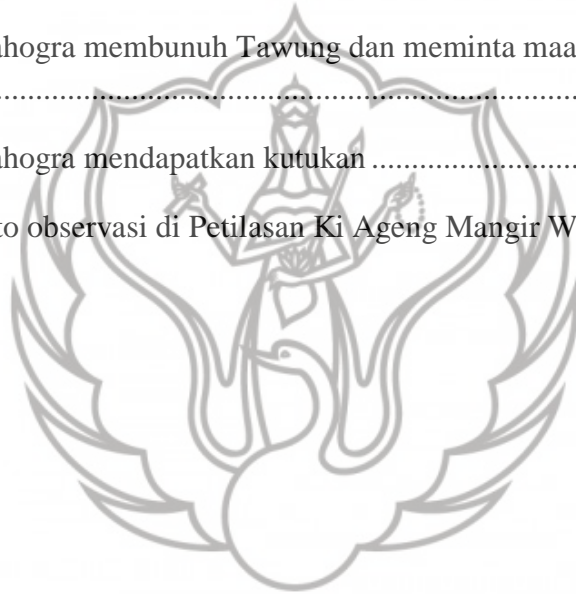 ahogra membunuh Tawung dan meminta maa
................................................................................
ahogra mendapatkan kutukan ..........................
to observasi di Petilasan Ki Ageng Mangir W